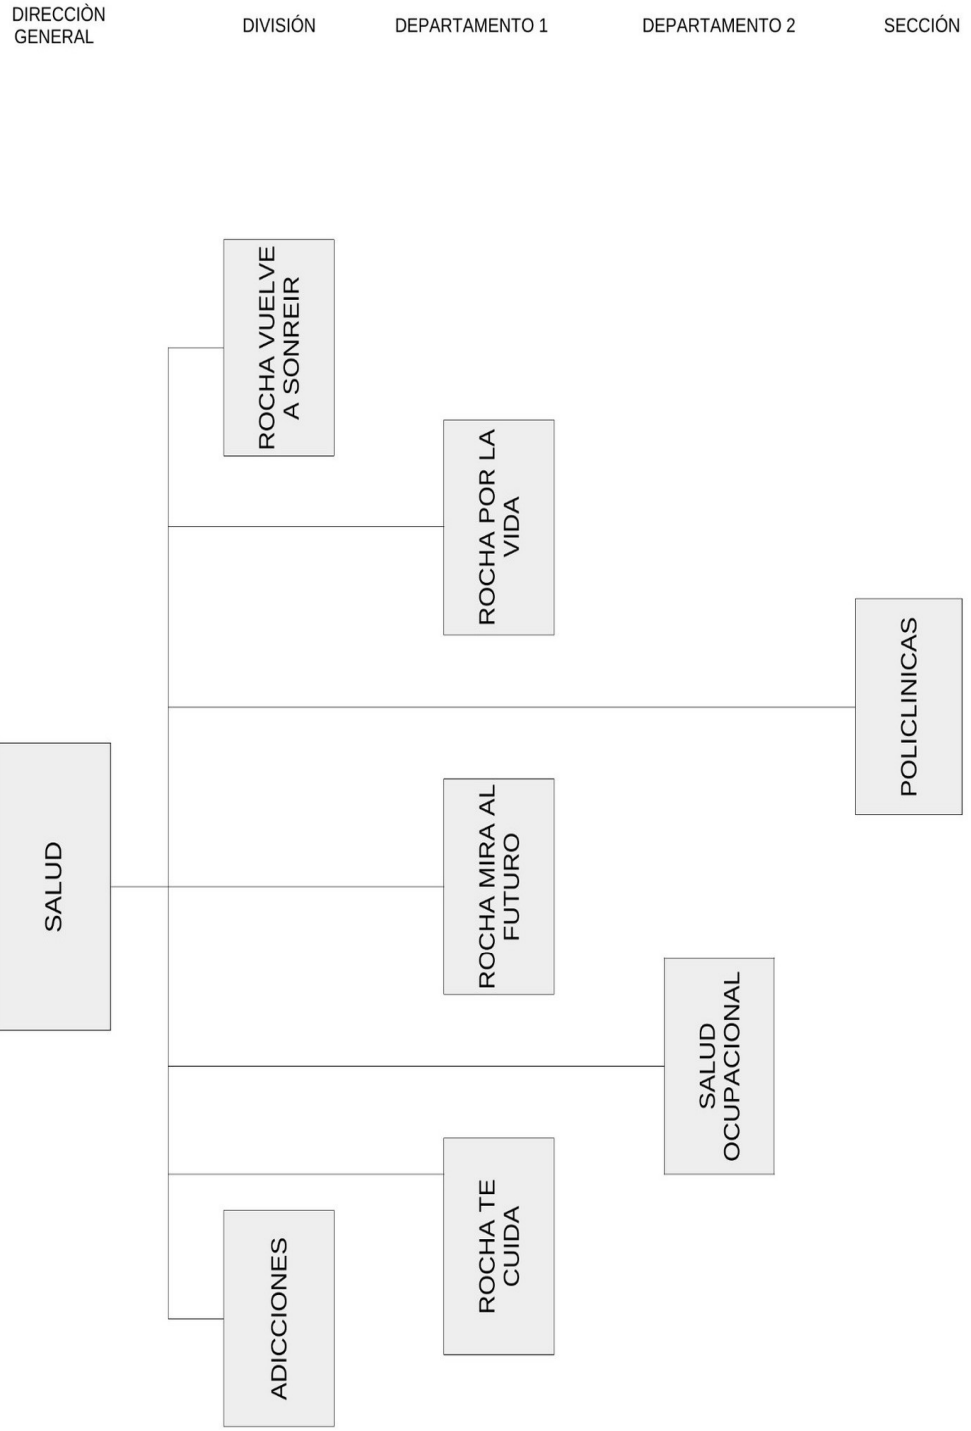 DIRECCIÒN
GENERAL
DIVISIÓN
DEPARTAMENTO 1
DEPARTAMENTO 2
SECCIÓN
ROCHA VUELVE
A SONREIR
ROCHA POR LA
VIDA
POLICLINICAS
SALUD
ROCHA MIRA AL
FUTURO
SALUD
OCUPACIONAL
ROCHA TE
CUIDA
ADICCIONES